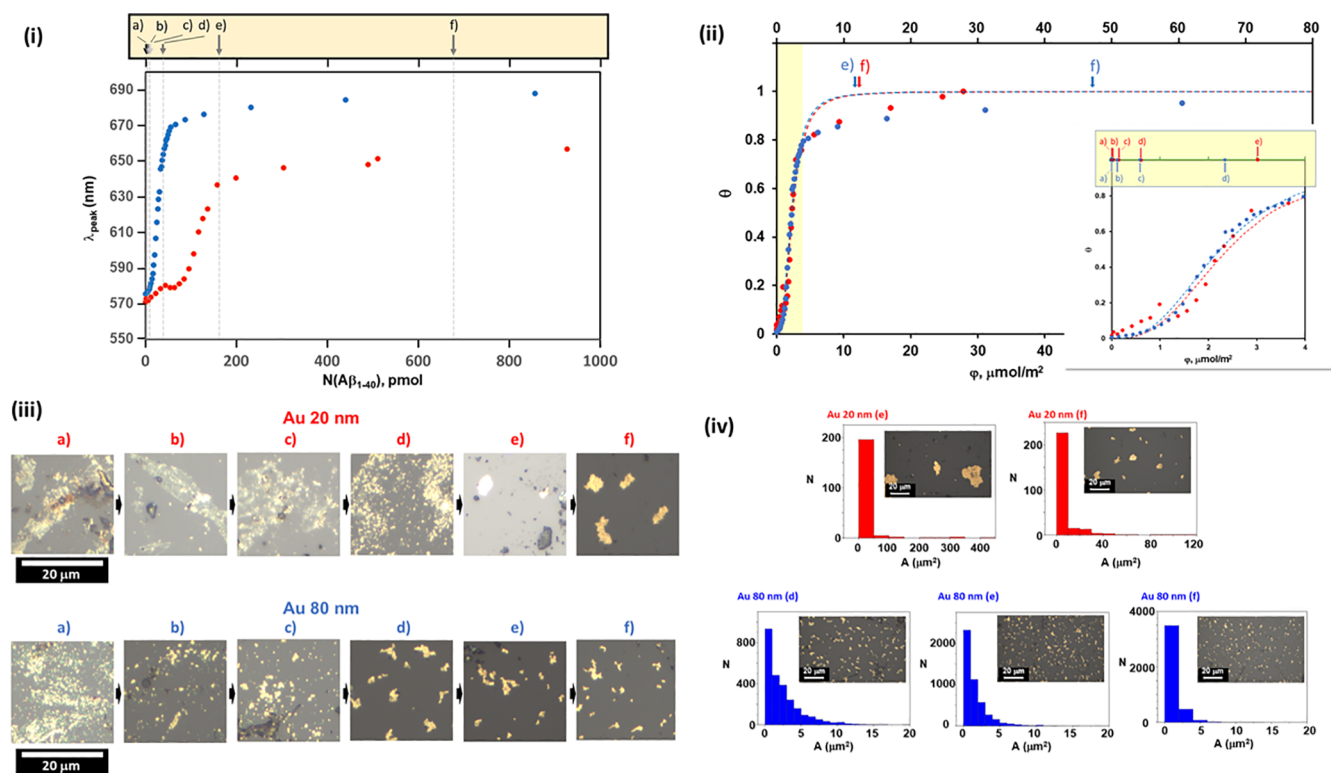 (i)
a) b) c) d) e) f)
690
670
650
630
610
590
570
550
λpeak (nm)
0 200 400 600 800 1000
N(Aβ1-40), pmol
(ii)
0 10 20 30 40 50 60 70 80
θ
e) f) f)
1
0.8
0.6
0.4
0.2
0
0 10 20 30 40
φ, μmol/m²
a) b) c) d) e)
a) b) c) d)
0.8
0.6
0.4
0.2
0
θ
0 1 2 3 4
φ, μmol/m²
(iii)
Au 20 nm
a) b) c) d) e) f)
20 μm
Au 80 nm
a) b) c) d) e) f)
20 μm
(iv)
Au 20 nm (e)
200
100
0
N
20 μm
0 100 200 300 400
A (μm²)
Au 20 nm (f)
200
100
0
N
20 μm
0 40 80 120
A (μm²)
Au 80 nm (d)
800
400
0
N
20 μm
0 5 10 15 20
A (μm²)
Au 80 nm (e)
2000
1000
0
N
20 μm
0 5 10 15 20
A (μm²)
Au 80 nm (f)
4000
2000
0
N
20 μm
0 5 10 15 20
A (μm²)